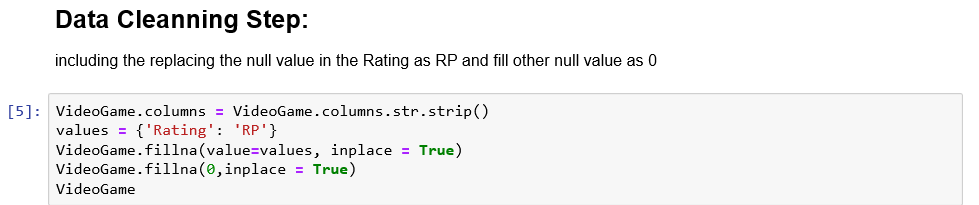 Data Cleanning Step:
including the replacing the null value in the Rating as RP and fill other null value as 0
[5]: VideoGame.columns = VideoGame.columns.str.strip()
values = {'Rating': 'RP'}
VideoGame.fillna(value=values, inplace = True)
VideoGame.fillna(0,inplace = True)
VideoGame